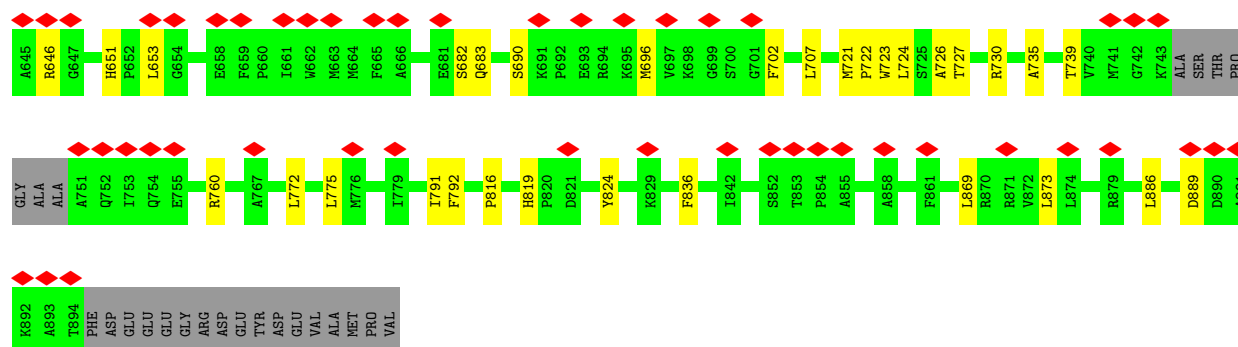 A645 R646 G647 H651 P652 L653 G654 E658 F659 P660 I661 W662 M663 M664 F665 A666 E681 S682 Q683 S690 K691 P692 E693 R694 K695 M696 V697 K698 G699 S700 G701 F702 L707 M721 P722 W723 L724 S725 A726 T727 R730 A735 T739 V740 M741 G742 K743 ALA SER THR PRO
GLY ALA ALA A751 Q752 I753 Q754 E755 R760 A767 L772 L775 M776 I779 I791 F792 P816 H819 P820 D821 Y824 K829 F836 I842 S852 T853 P854 A855 A858 F861 L869 R870 R871 V872 L873 L874 R879 L886 D889 D890
K892 A893 T894 PHE ASP GLU GLU GLU GLY ARG ASP GLU TYR ASP GLU VAL ALA MET PRO VAL